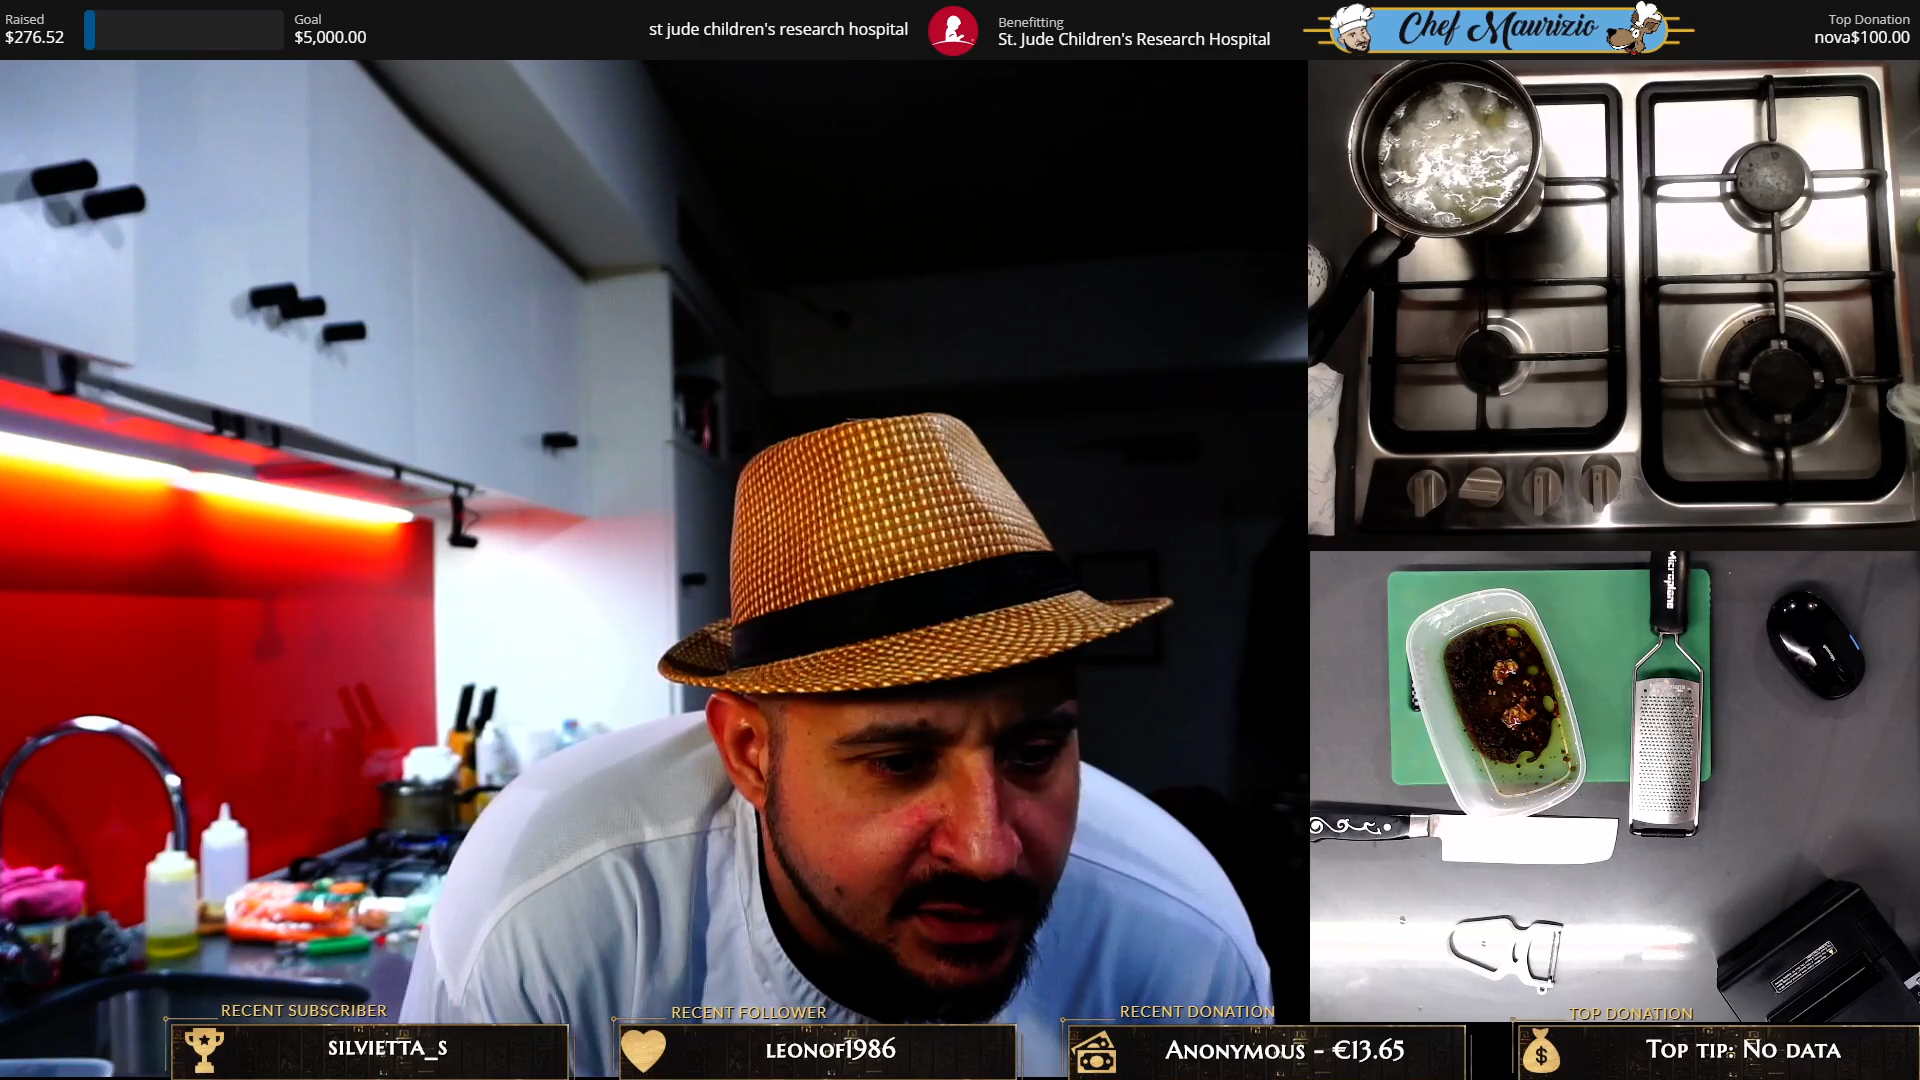 Raised
$276.52
Goal
$5,000.00
st jude children's research hospital
Benefitting
St. Jude Children's Research Hospital
Chef Maurizio
Top Donation
nova$100.00
Microplane
RECENT SUBSCRIBER
SILVIETTA_S
RECENT FOLLOWER
LEONOF1986
RECENT DONATION
ANONYMOUS - €13.65
TOP DONATION
TOP TIP: NO DATA